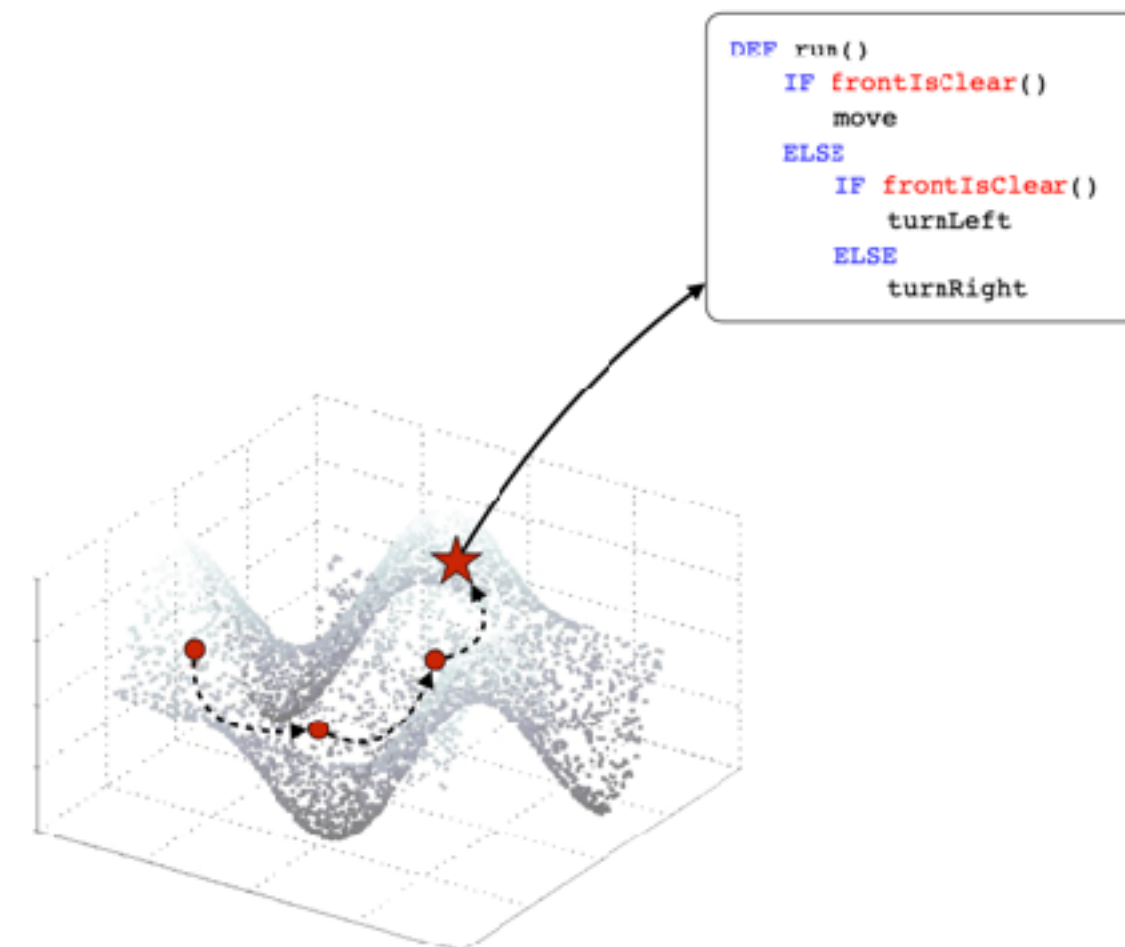 DEF run()
IF frontIsClear()
move
ELSE
IF frontIsClear()
turnLeft
ELSE
turnRight